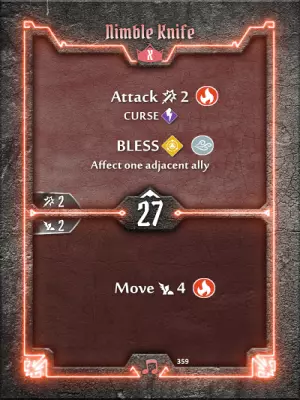 Nimble Knife
X
Attack 2
CURSE
BLESS
Affect one adjacent ally
2
27
2
Move 4
359